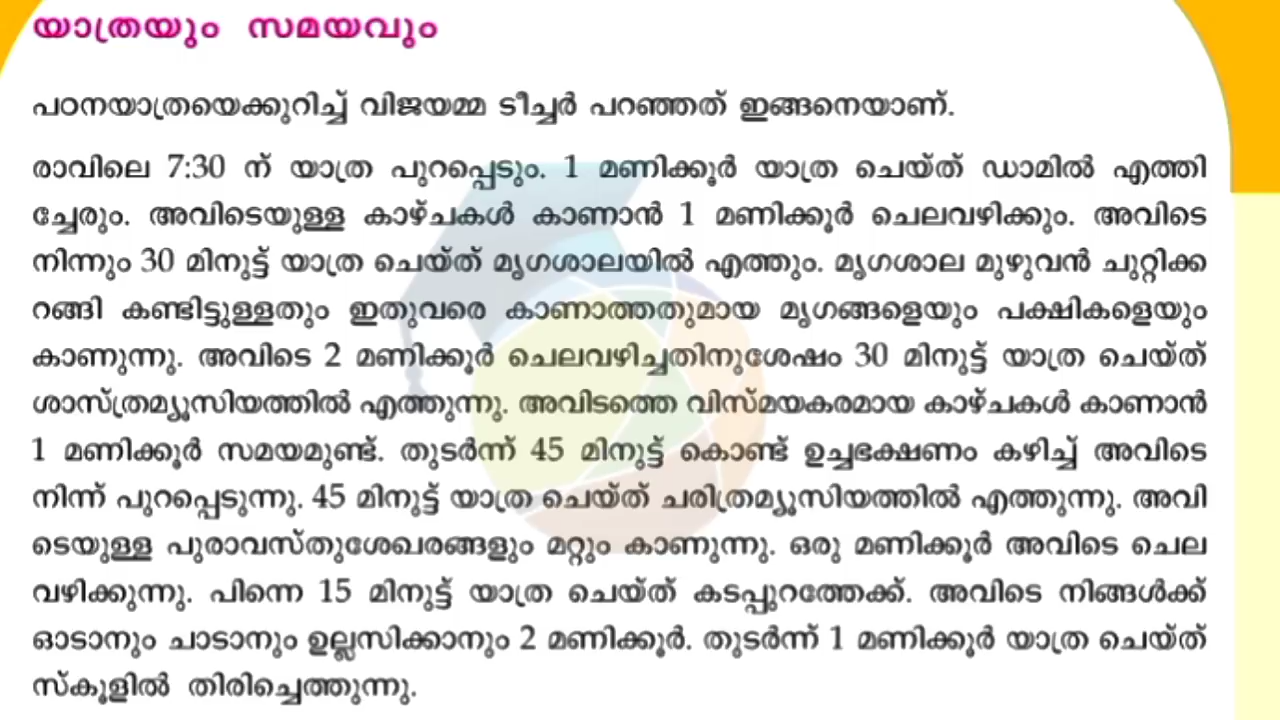 യാത്രയും സമയവും
പഠനയാത്രയെക്കുറിച്ച് വിജയമ്മ ടീച്ചർ പറഞ്ഞത് ഇങ്ങനെയാണ്.
രാവിലെ 7:30 ന് യാത്ര പുറപ്പെടും. 1 മണിക്കൂർ യാത്ര ചെയ്ത് ഡാമിൽ എത്തി
ച്ചേരും. അവിടെയുള്ള കാഴ്ചകൾ കാണാൻ 1 മണിക്കൂർ ചെലവഴിക്കും. അവിടെ
നിന്നും 30 മിനുട്ട് യാത്ര ചെയ്ത് മൃഗശാലയിൽ എത്തും. മൃഗശാല മുഴുവൻ ചുറ്റിക്ക
റങ്ങി കണ്ടിട്ടുള്ളതും ഇതുവരെ കാണാത്തതുമായ മൃഗങ്ങളെയും പക്ഷികളെയും
കാണുന്നു. അവിടെ 2 മണിക്കൂർ ചെലവഴിച്ചതിനുശേഷം 30 മിനുട്ട് യാത്ര ചെയ്ത്
ശാസ്ത്രമ്യൂസിയത്തിൽ എത്തുന്നു. അവിടത്തെ വിസ്മയകരമായ കാഴ്ചകൾ കാണാൻ
1 മണിക്കൂർ സമയമുണ്ട്. തുടർന്ന് 45 മിനുട്ട് കൊണ്ട് ഉച്ചഭക്ഷണം കഴിച്ച് അവിടെ
നിന്ന് പുറപ്പെടുന്നു. 45 മിനുട്ട് യാത്ര ചെയ്ത് ചരിത്രമ്യൂസിയത്തിൽ എത്തുന്നു. അവി
ടെയുള്ള പുരാവസ്തുശേഖരങ്ങളും മറ്റും കാണുന്നു. ഒരു മണിക്കൂർ അവിടെ ചെല
വഴിക്കുന്നു. പിന്നെ 15 മിനുട്ട് യാത്ര ചെയ്ത് കടപ്പുറത്തേക്ക്. അവിടെ നിങ്ങൾക്ക്
ഓടാനും ചാടാനും ഉല്ലസിക്കാനും 2 മണിക്കൂർ. തുടർന്ന് 1 മണിക്കൂർ യാത്ര ചെയ്ത്
സ്കൂളിൽ തിരിച്ചെത്തുന്നു.